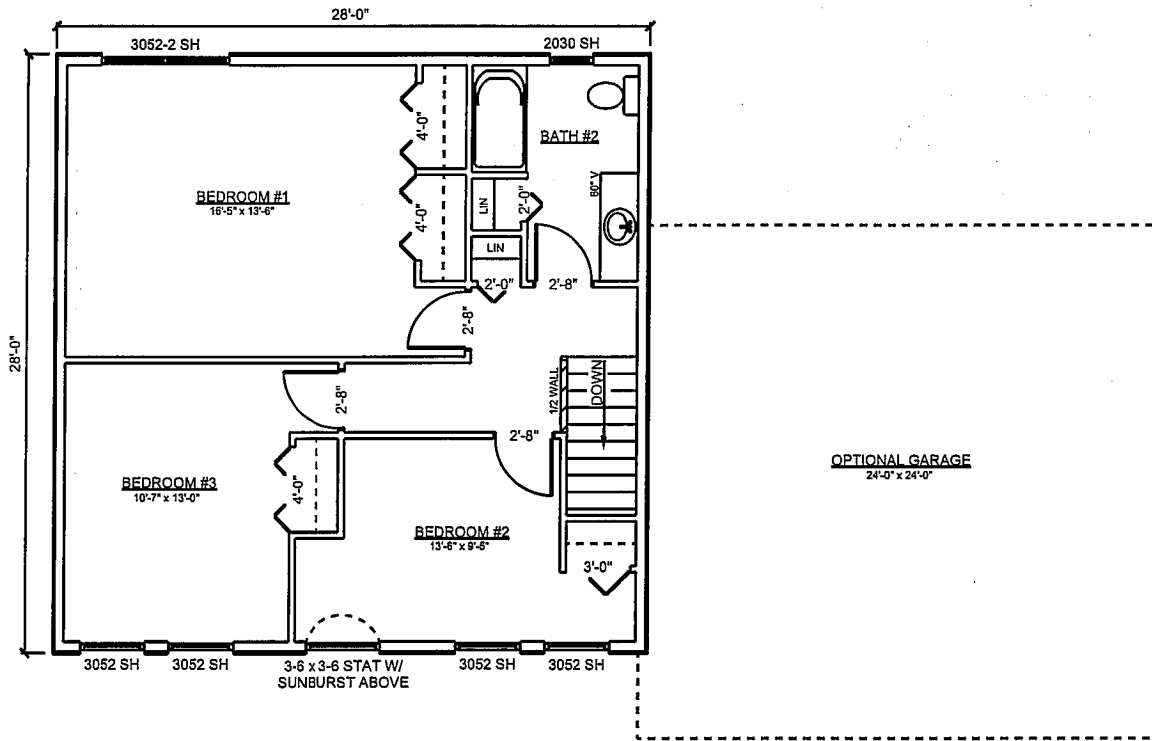 28'-0"
3052-2 SH
2030 SH
4'-0"
BATH #2
BEDROOM #1
16'-5" x 13'-6"
60" V
LIN
2'-0"
4'-0"
LIN
2'-0"
2'-8"
2'-8"
28'-0"
2'-8"
1/2 WALL
DOWN
2'-8"
OPTIONAL GARAGE
24'-0" x 24'-0"
BEDROOM #3
10'-7" x 13'-0"
4'-0"
BEDROOM #2
13'-6" x 9'-5"
3'-0"
3052 SH
3052 SH
3-6 x 3-6 STAT W/
SUNBURST ABOVE
3052 SH
3052 SH